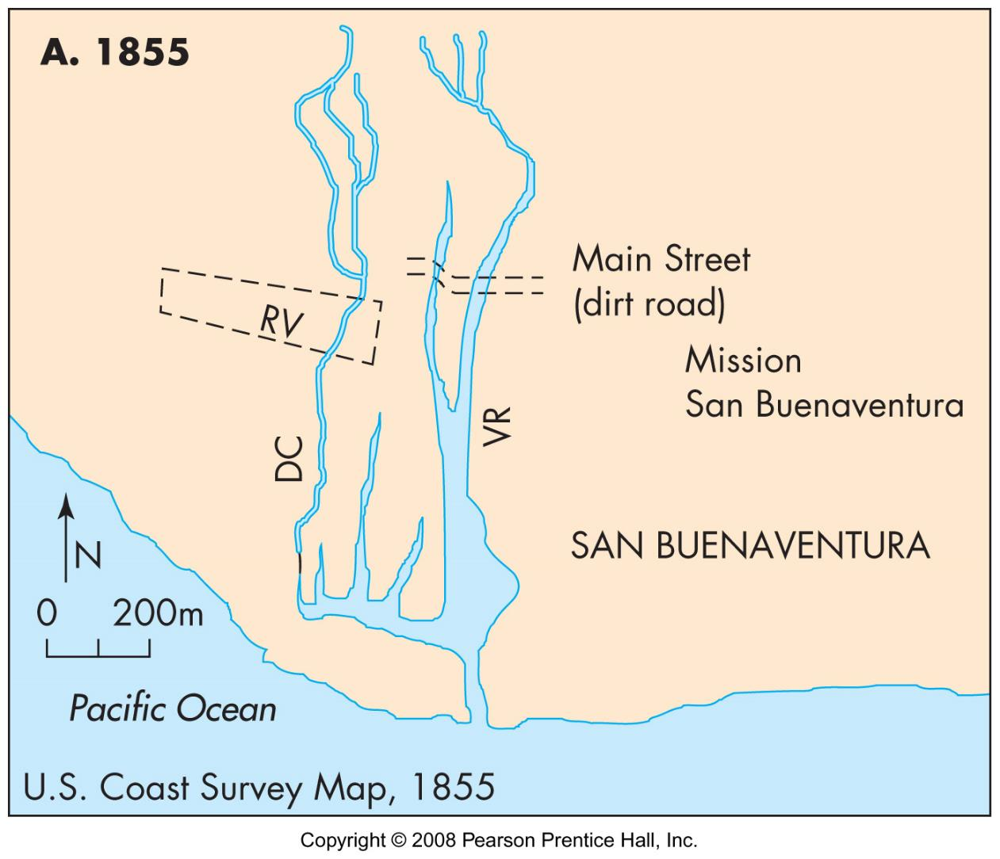 A. 1855
Main Street
(dirt road)
RV
Mission
San Buenaventura
VR
DC
SAN BUENAVENTURA
N
0 200m
Pacific Ocean
U.S. Coast Survey Map, 1855
Copyright © 2008 Pearson Prentice Hall, Inc.